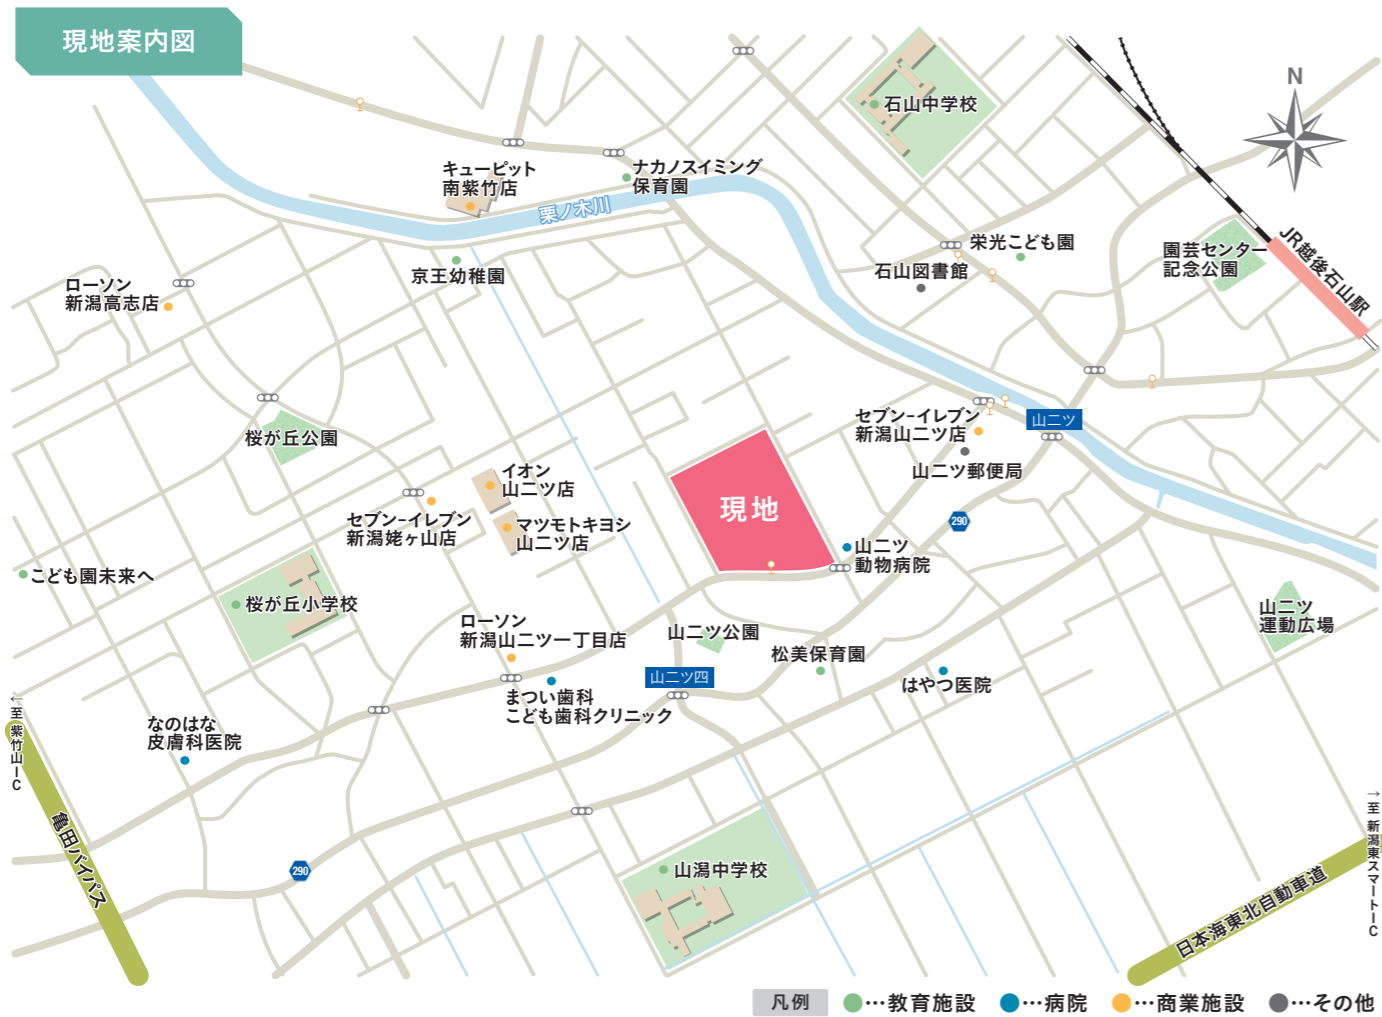 現地案内図
N
石山中学校
キューピット
南紫竹店
ナカノスイミング
保育園
栗ノ木川
栄光こども園
石山図書館
園芸センター
記念公園
JR越後石山駅
京王幼稚園
ローソン
新潟高志店
桜が丘公園
セブン-イレブン
新潟山二ツ店
山二ツ
山二ツ郵便局
イオン
山二ツ店
マツモトキヨシ
山二ツ店
セブン-イレブン
新潟姥ヶ山店
現地
290
山二ツ
動物病院
こども園未来へ
桜が丘小学校
ローソン
新潟山二ツ一丁目店
山二ツ公園
松美保育園
山二ツ
運動広場
山二ツ四
はやつ医院
まつい歯科
こども歯科クリニック
なのはな
皮膚科医院
←至 紫竹山IC
亀田バイパス
290
山潟中学校
→至 新潟東スマートIC
日本海東北自動車道
凡例
…教育施設
…病院
…商業施設
…その他